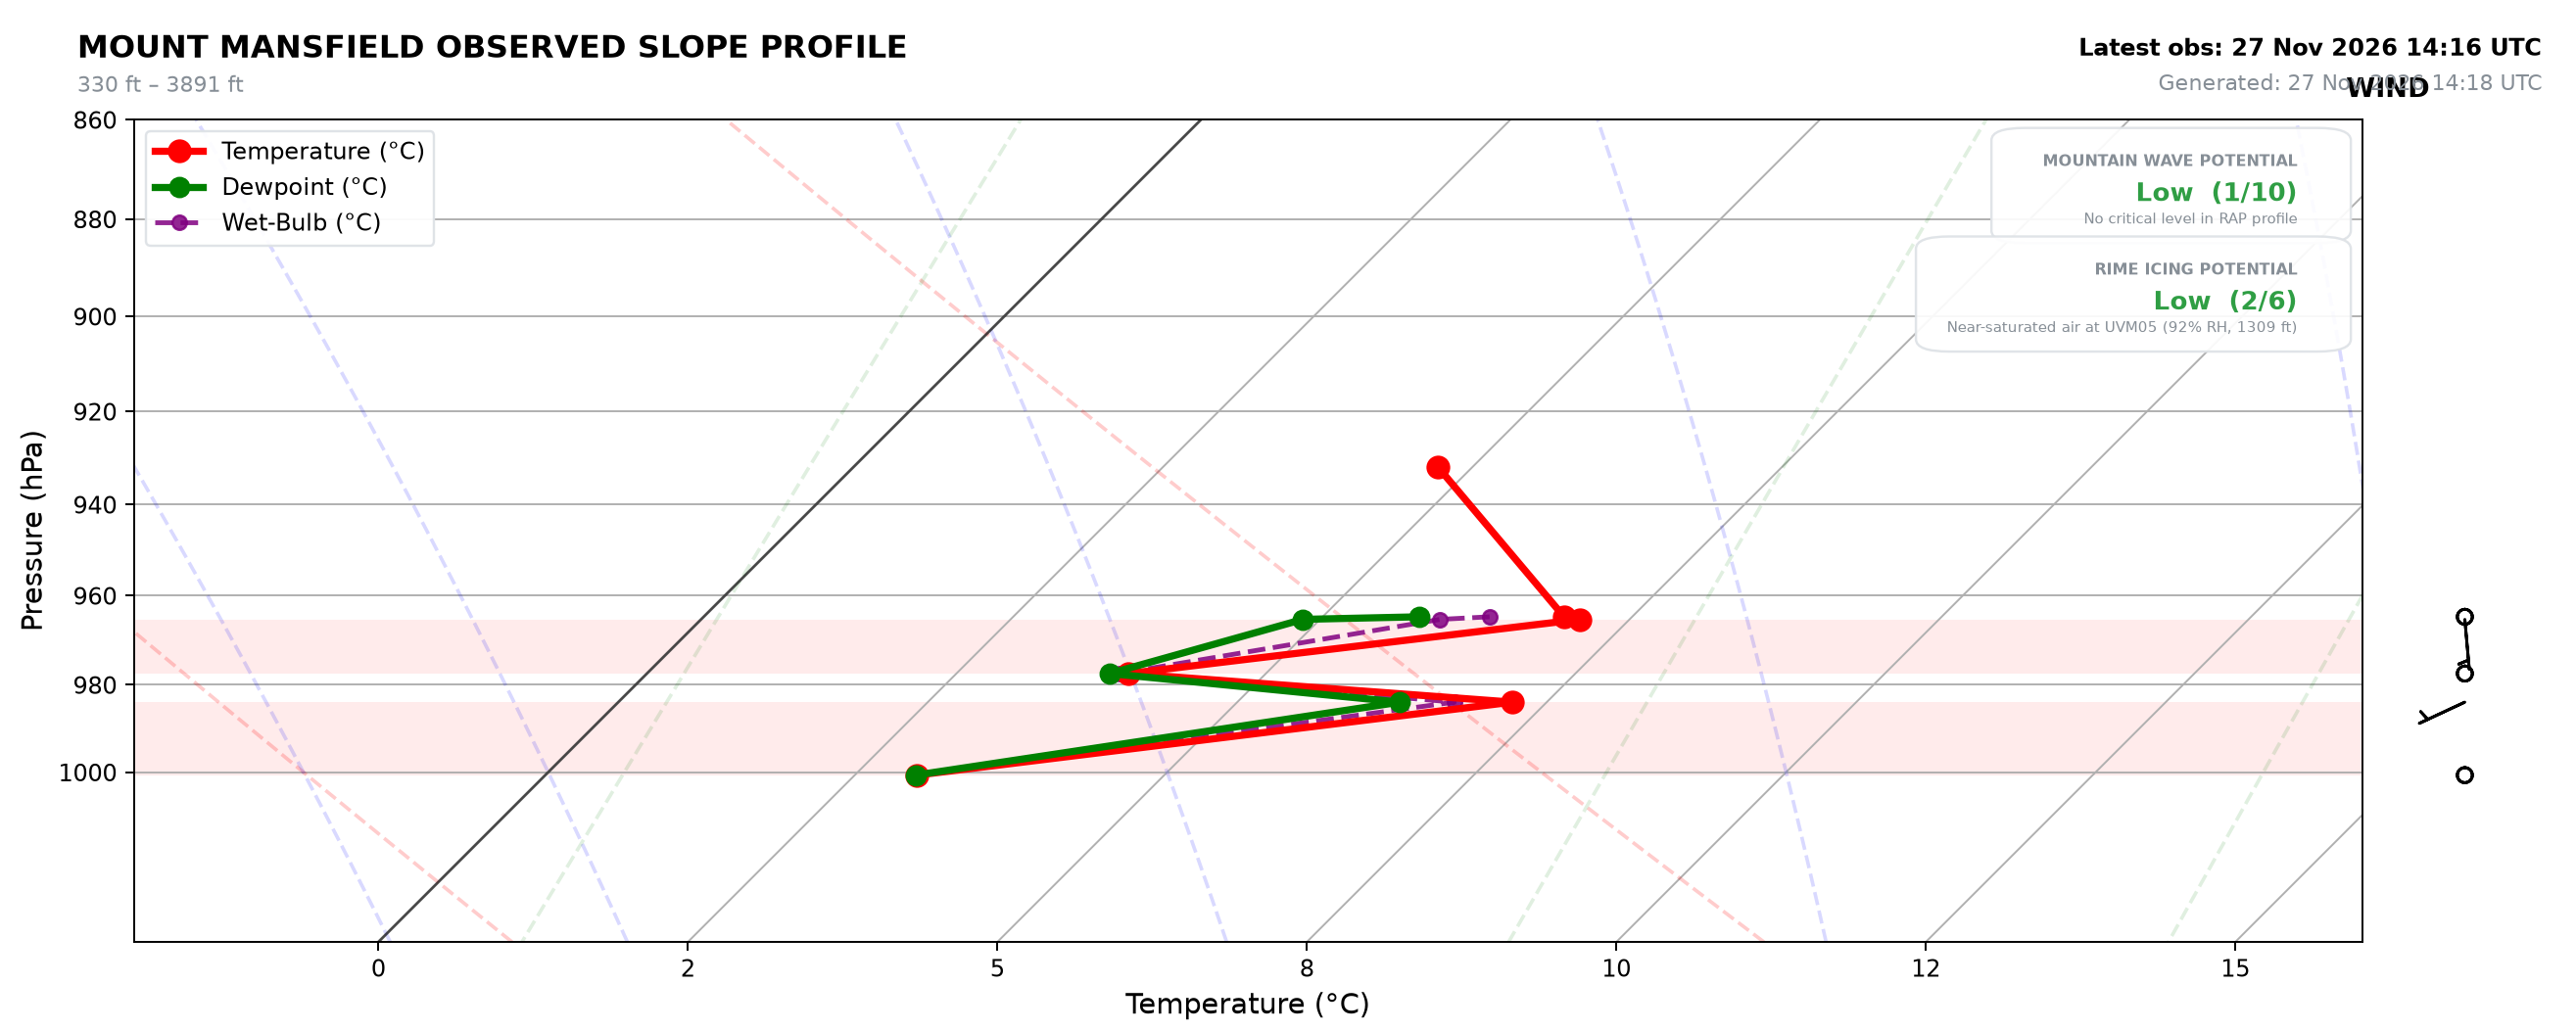 MOUNT MANSFIELD OBSERVED SLOPE PROFILE
330 ft – 3891 ft
Latest obs: 27 Nov 2026 14:16 UTC
Generated: 27 Nov 2026 14:18 UTC
WIND
Temperature (°C)
Dewpoint (°C)
Wet-Bulb (°C)
MOUNTAIN WAVE POTENTIAL
Low (1/10)
No critical level in RAP profile
RIME ICING POTENTIAL
Low (2/6)
Near-saturated air at UVM05 (92% RH, 1309 ft)
Pressure (hPa)
860
880
900
920
940
960
980
1000
0 2 5 8 10 12 15
Temperature (°C)